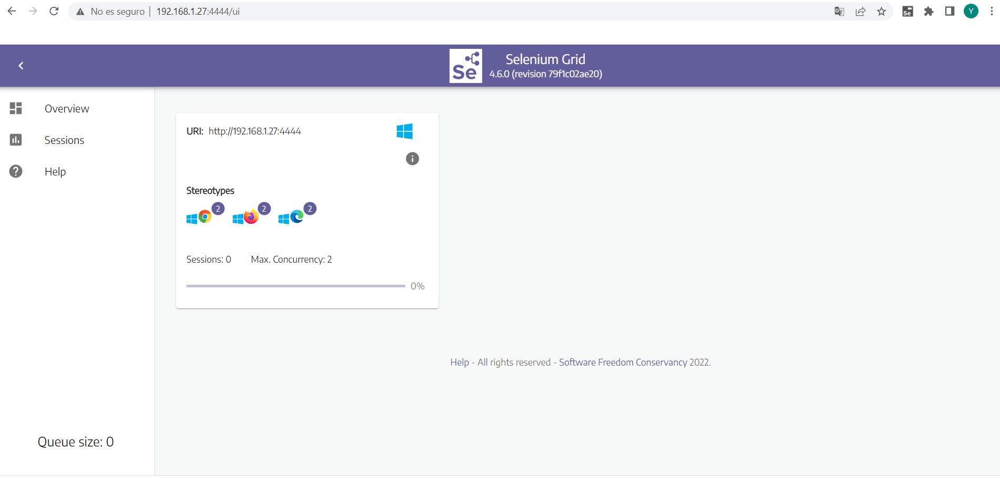 No es seguro | 192.168.1.27:4444/ui
Se
Y
Se
Selenium Grid
4.6.0 (revision 79f1c02ae20)
Overview
Sessions
Help
URI: http://192.168.1.27:4444
Stereotypes
2 2 2
Sessions: 0 Max. Concurrency: 2
0%
Help - All rights reserved - Software Freedom Conservancy 2022.
Queue size: 0